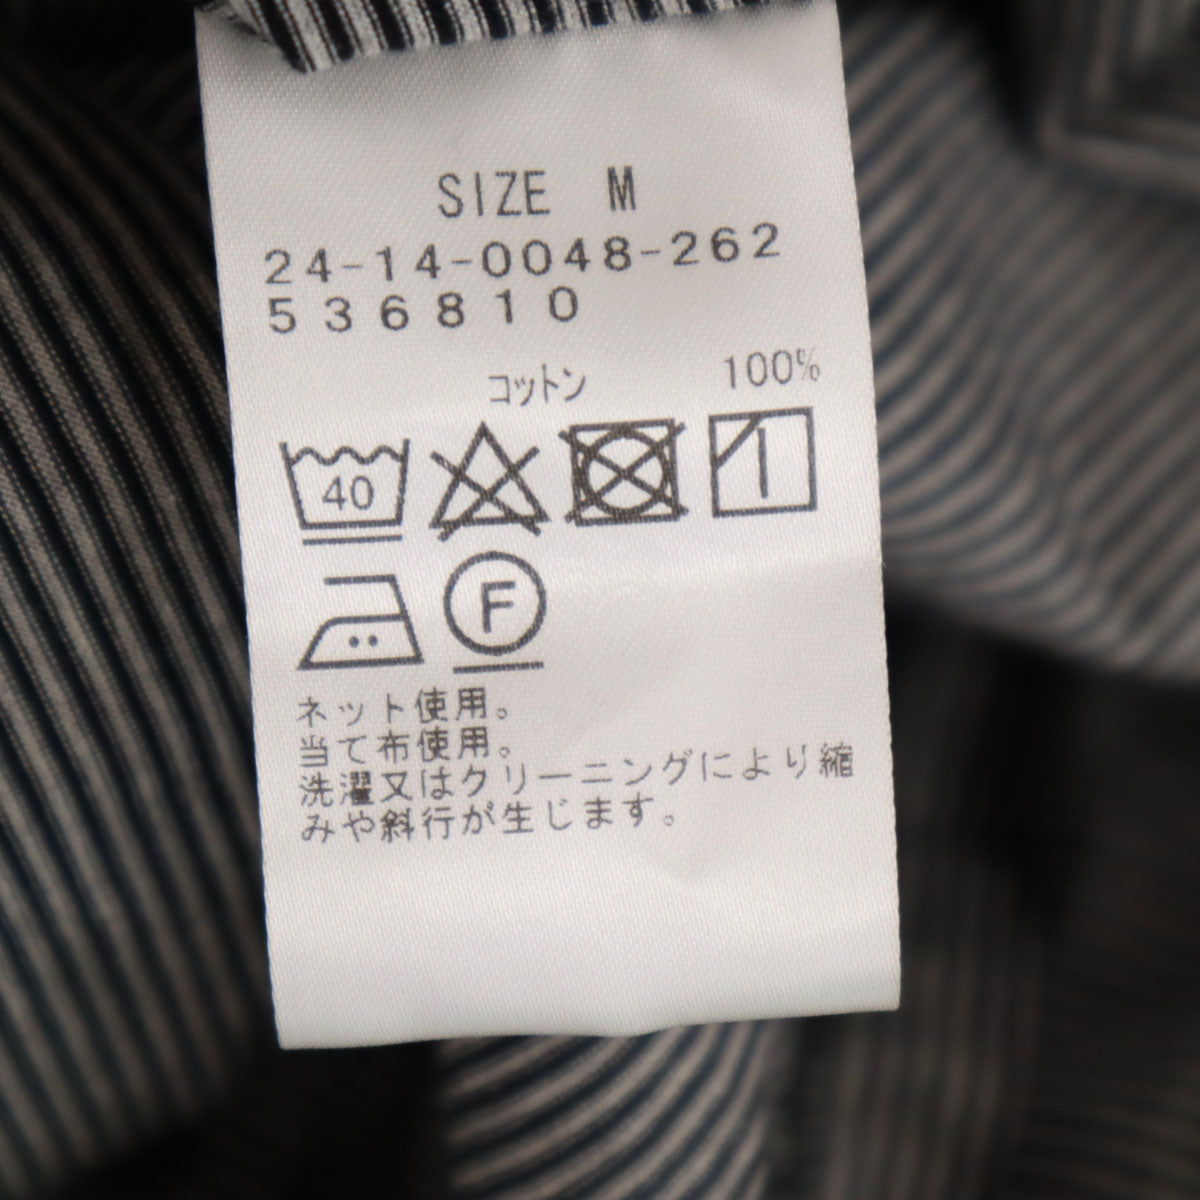 SIZE M
24-14-0048-262
536810
コットン 100%
40
F
ネット使用。
当て布使用。
洗濯又はクリーニングにより縮
みや斜行が生じます。